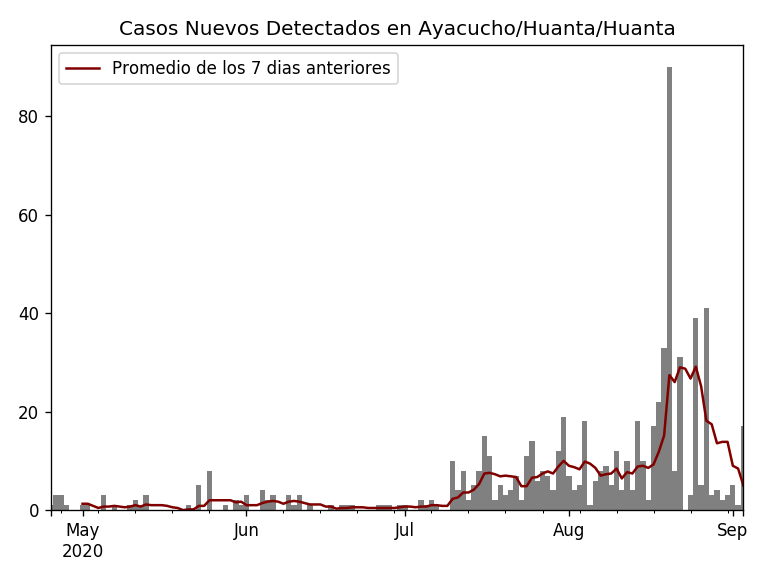 Casos Nuevos Detectados en Ayacucho/Huanta/Huanta
Promedio de los 7 dias anteriores
80
60
40
20
0
May Jun Jul Aug Sep
2020